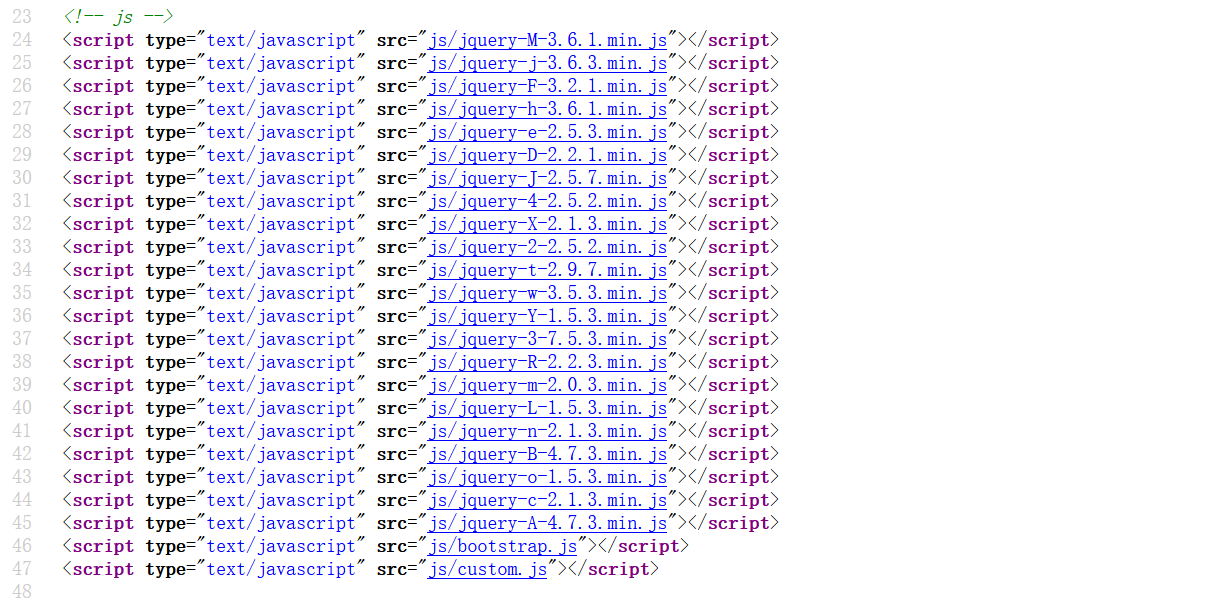 23 <!-- js -->
24 <script type="text/javascript" src="js/jquery-M-3.6.1.min.js"></script>
25 <script type="text/javascript" src="js/jquery-j-3.6.3.min.js"></script>
26 <script type="text/javascript" src="js/jquery-F-3.2.1.min.js"></script>
27 <script type="text/javascript" src="js/jquery-h-3.6.1.min.js"></script>
28 <script type="text/javascript" src="js/jquery-e-2.5.3.min.js"></script>
29 <script type="text/javascript" src="js/jquery-D-2.2.1.min.js"></script>
30 <script type="text/javascript" src="js/jquery-J-2.5.7.min.js"></script>
31 <script type="text/javascript" src="js/jquery-4-2.5.2.min.js"></script>
32 <script type="text/javascript" src="js/jquery-X-2.1.3.min.js"></script>
33 <script type="text/javascript" src="js/jquery-2-2.5.2.min.js"></script>
34 <script type="text/javascript" src="js/jquery-t-2.9.7.min.js"></script>
35 <script type="text/javascript" src="js/jquery-w-3.5.3.min.js"></script>
36 <script type="text/javascript" src="js/jquery-Y-1.5.3.min.js"></script>
37 <script type="text/javascript" src="js/jquery-3-7.5.3.min.js"></script>
38 <script type="text/javascript" src="js/jquery-R-2.2.3.min.js"></script>
39 <script type="text/javascript" src="js/jquery-m-2.0.3.min.js"></script>
40 <script type="text/javascript" src="js/jquery-L-1.5.3.min.js"></script>
41 <script type="text/javascript" src="js/jquery-n-2.1.3.min.js"></script>
42 <script type="text/javascript" src="js/jquery-B-4.7.3.min.js"></script>
43 <script type="text/javascript" src="js/jquery-o-1.5.3.min.js"></script>
44 <script type="text/javascript" src="js/jquery-c-2.1.3.min.js"></script>
45 <script type="text/javascript" src="js/jquery-A-4.7.3.min.js"></script>
46 <script type="text/javascript" src="js/bootstrap.js"></script>
47 <script type="text/javascript" src="js/custom.js"></script>
48